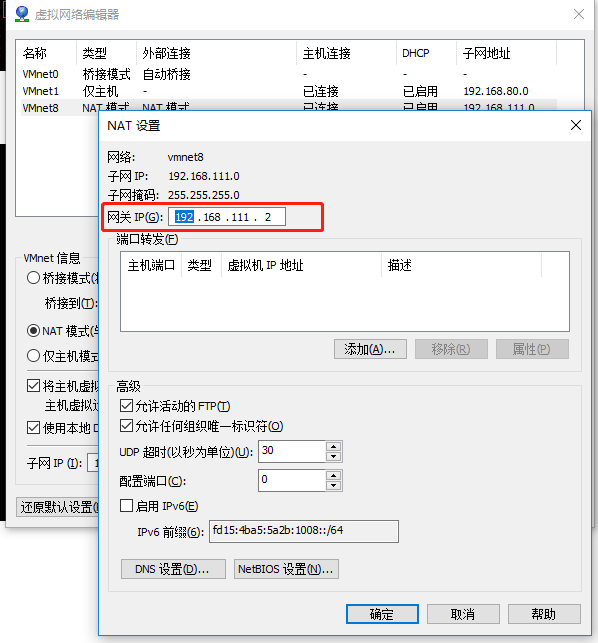 虚拟网络编辑器
名称 类型 外部连接 主机连接 DHCP 子网地址
VMnet0 桥接模式 自动桥接 - - -
VMnet1 仅主机 - 已连接 已启用 192.168.80.0
VMnet8 NAT 模式 NAT 模式 已连接 已启用 192.168.111.0
NAT 设置
网络: vmnet8
子网 IP: 192.168.111.0
子网掩码: 255.255.255.0
网关 IP(G): 192 . 168 . 111 . 2
端口转发(F)
主机端口 类型 虚拟机 IP 地址 描述
添加(A)... 移除(R) 属性(P)
高级
允许活动的 FTP(T)
允许任何组织唯一标识符(O)
UDP 超时(以秒为单位)(U): 30
配置端口(C): 0
启用 IPv6(E)
IPv6 前缀(6): fd15:4ba5:5a2b:1008::/64
DNS 设置(D)... NetBIOS 设置(N)...
确定 取消 帮助
VMnet 信息
桥接模式(
桥接到(T):
NAT 模式(
仅主机模式
将主机虚拟
主机虚拟
使用本地 D
子网 IP (I): 1
还原默认设置(